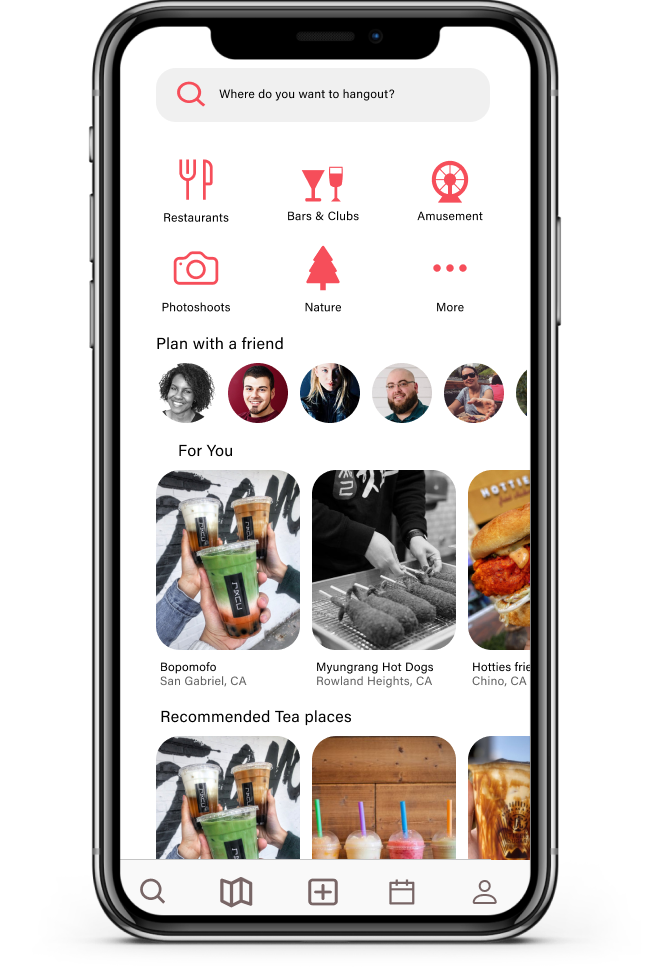 Where do you want to hangout?
Restaurants
Bars & Clubs
Amusement
Photoshoots
Nature
More
Plan with a friend
For You
HOTTIE
Bopomofo
San Gabriel, CA
Myungrang Hot Dogs
Rowland Heights, CA
Hotties frie
Chino, CA
Recommended Tea places